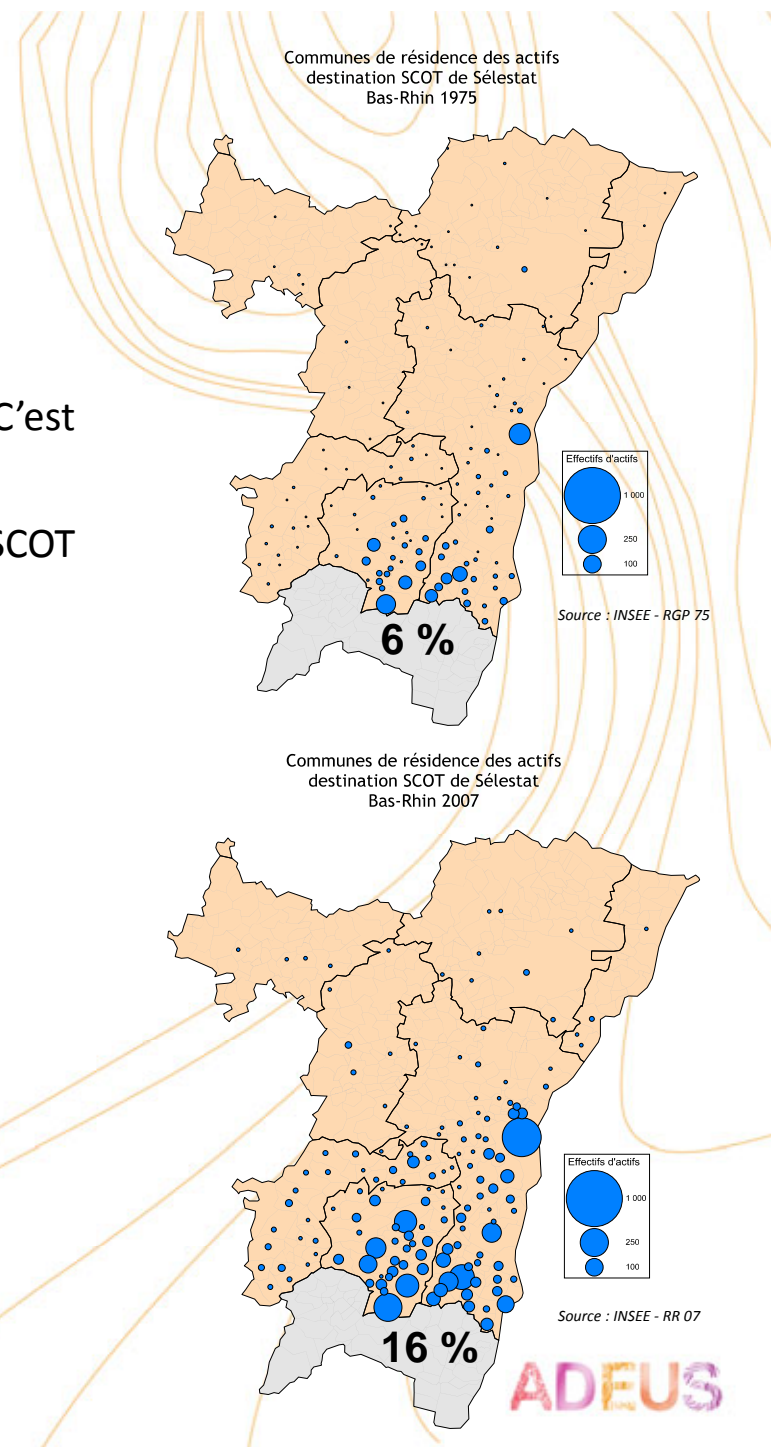 Communes de résidence des actifs
destination SCOT de Sélestat
Bas-Rhin 1975
C’est
SCOT
Effectifs d'actifs
1 000
250
100
Source : INSEE - RGP 75
6 %
Communes de résidence des actifs
destination SCOT de Sélestat
Bas-Rhin 2007
Effectifs d'actifs
1 000
250
100
Source : INSEE - RR 07
16 %
ADEUS